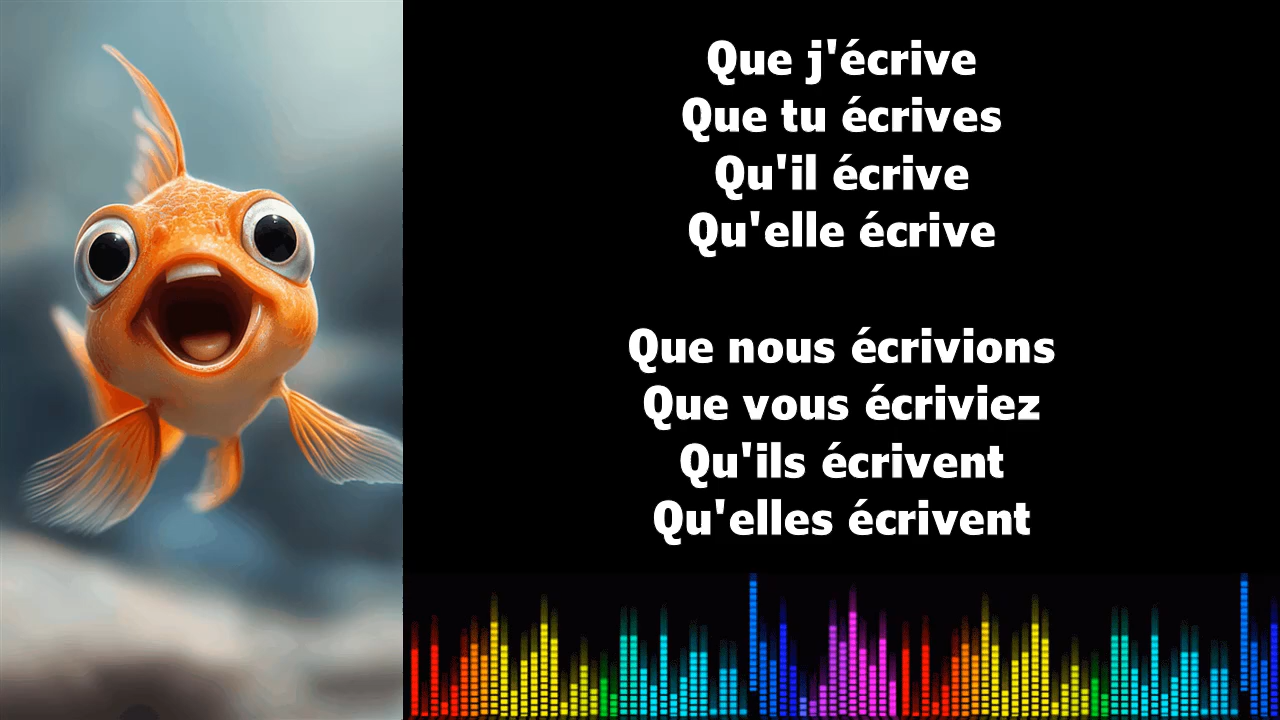 Que j'écrive
Que tu écrives
Qu'il écrive
Qu'elle écrive
Que nous écrivions
Que vous écriviez
Qu'ils écrivent
Qu'elles écrivent